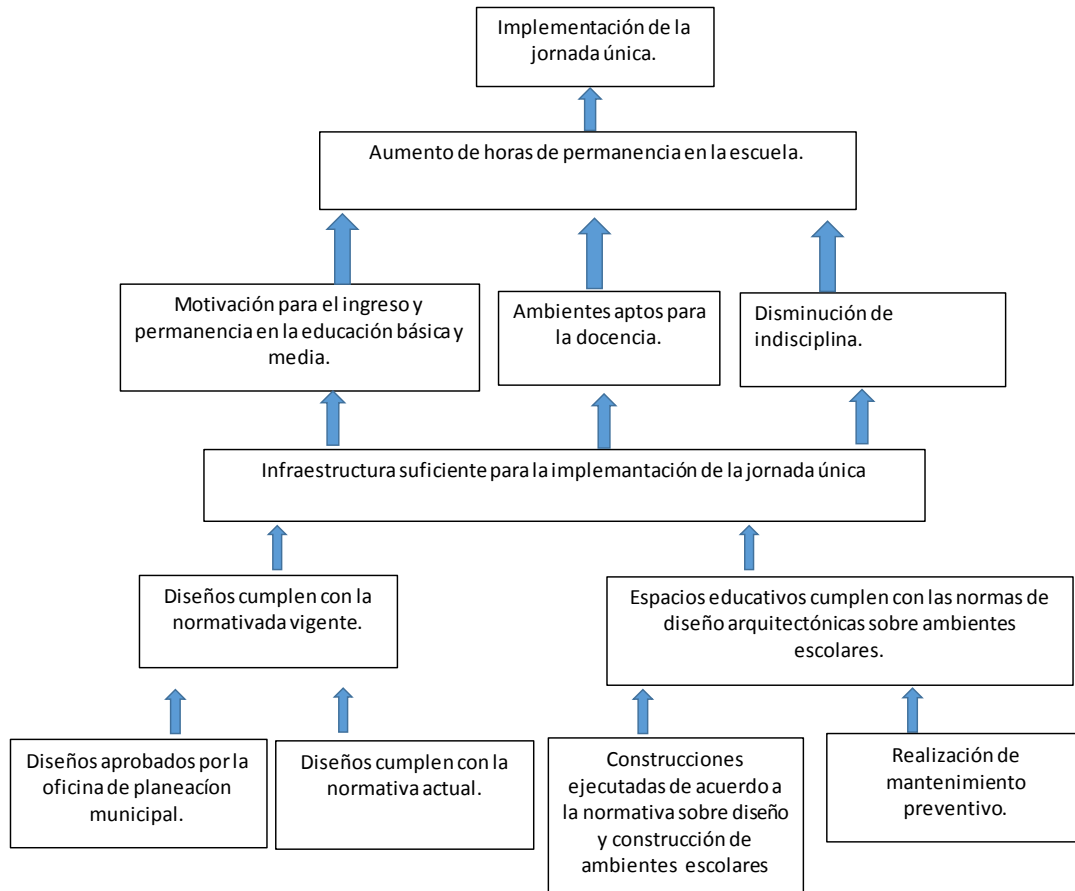 Implementación de la
jornada única.
Aumento de horas de permanencia en la escuela.
Motivación para el ingreso y
permanencia en la educación básica y
media.
Ambientes aptos para
la docencia.
Disminución de
indisciplina.
Infraestructura suficiente para la implemantación de la jornada única
Diseños cumplen con la
normativada vigente.
Espacios educativos cumplen con las normas de
diseño arquitectónicas sobre ambientes
escolares.
Diseños aprobados por la
oficina de planeacíon
municipal.
Diseños cumplen con la
normativa actual.
Construcciones
ejecutadas de acuerdo a
la normativa sobre diseño
y construcción de
ambientes escolares
Realización de
mantenimiento
preventivo.